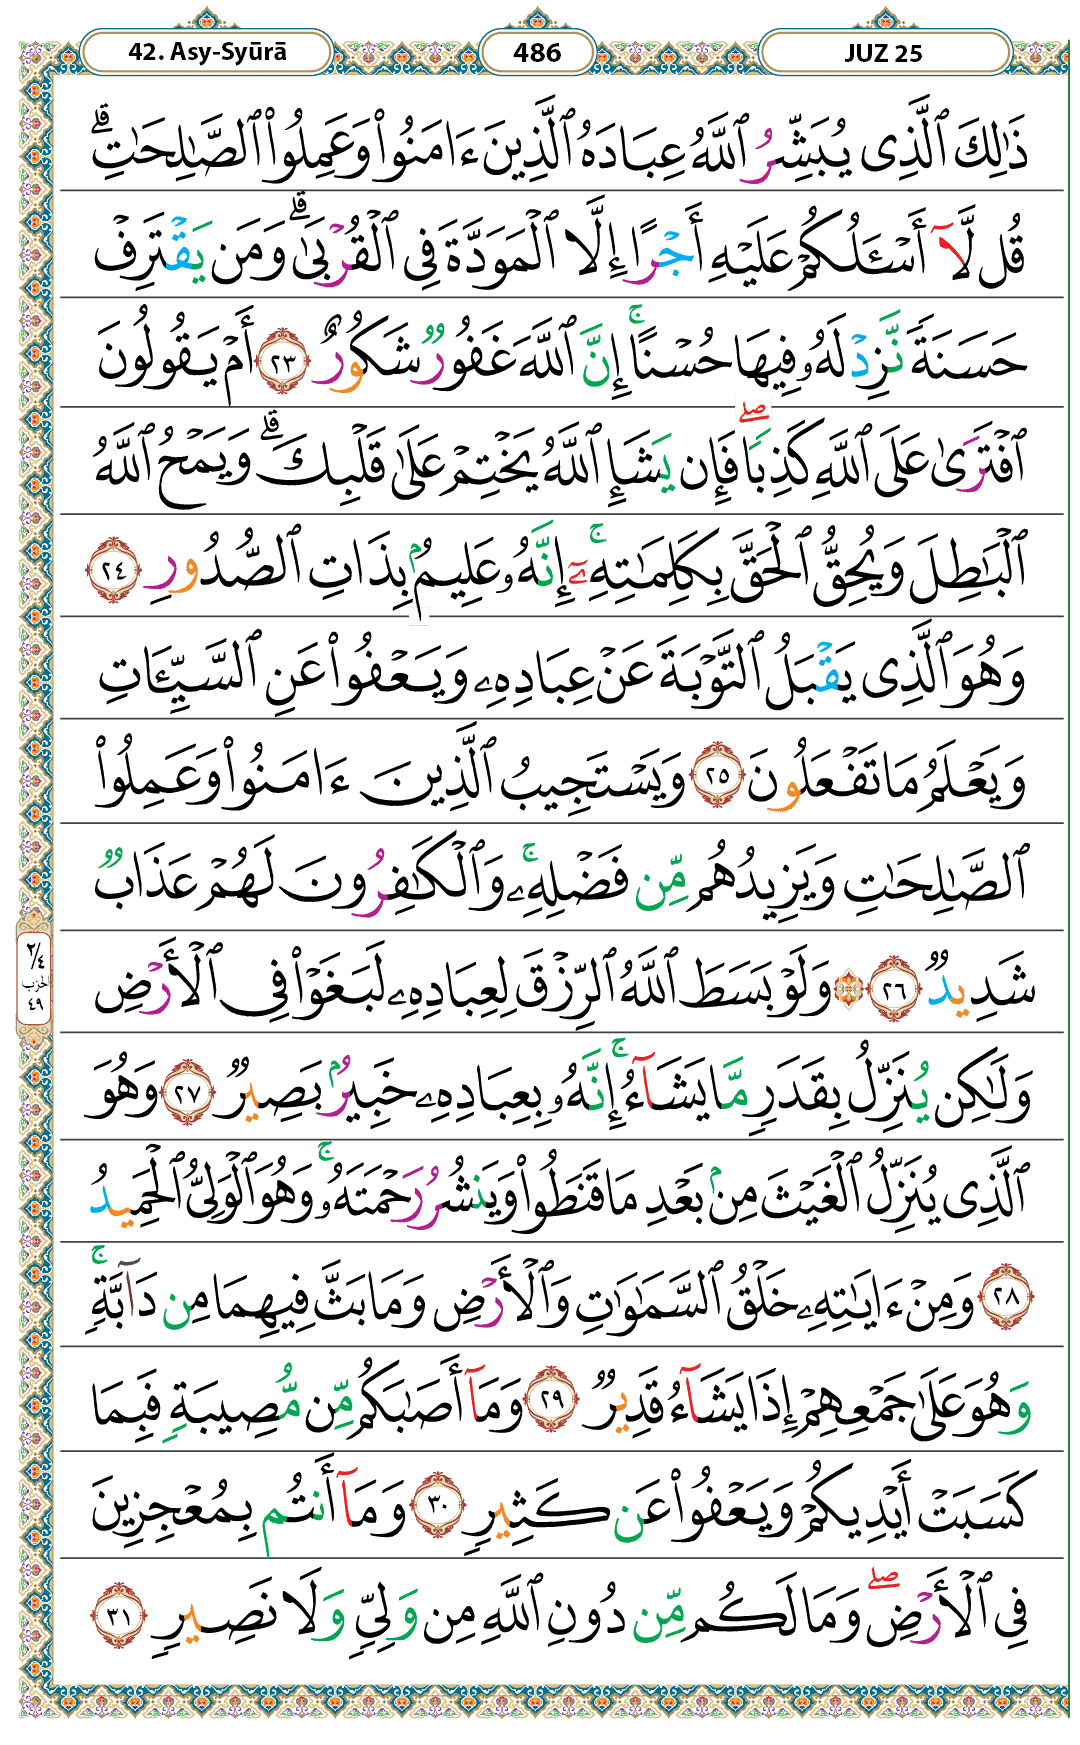 42. Asy-Syūrā
486
JUZ 25
ذَٰلِكَ ٱلَّذِى يُبَشِّرُ ٱللَّهُ عِبَادَهُ ٱلَّذِينَ ءَامَنُوا۟ وَعَمِلُوا۟ ٱلصَّـٰلِحَـٰتِ ۗ
قُل لَّآ أَسْـَٔلُكُمْ عَلَيْهِ أَجْرًا إِلَّا ٱلْمَوَدَّةَ فِى ٱلْقُرْبَىٰ ۗ وَمَن يَقْتَرِفْ
حَسَنَةً نَّزِدْ لَهُۥ فِيهَا حُسْنًا ۚ إِنَّ ٱللَّهَ غَفُورٌ شَكُورٌ ٢٣ أَمْ يَقُولُونَ
ٱفْتَرَىٰ عَلَى ٱللَّهِ كَذِبًا ۖ فَإِن يَشَإِ ٱللَّهُ يَخْتِمْ عَلَىٰ قَلْبِكَ ۗ وَيَمْحُ ٱللَّهُ
ٱلْبَـٰطِلَ وَيُحِقُّ ٱلْحَقَّ بِكَلِمَـٰتِهِۦٓ ۚ إِنَّهُۥ عَلِيمٌۢ بِذَاتِ ٱلصُّدُورِ ٢٤
وَهُوَ ٱلَّذِى يَقْبَلُ ٱلتَّوْبَةَ عَنْ عِبَادِهِۦ وَيَعْفُوا۟ عَنِ ٱلسَّيِّـَٔاتِ
وَيَعْلَمُ مَا تَفْعَلُونَ ٢٥ وَيَسْتَجِيبُ ٱلَّذِينَ ءَامَنُوا۟ وَعَمِلُوا۟
ٱلصَّـٰلِحَـٰتِ وَيَزِيدُهُم مِّن فَضْلِهِۦ ۚ وَٱلْكَـٰفِرُونَ لَهُمْ عَذَابٌ
شَدِيدٌ ٢٦ ۞ وَلَوْ بَسَطَ ٱللَّهُ ٱلرِّزْقَ لِعِبَادِهِۦ لَبَغَوْا۟ فِى ٱلْأَرْضِ
٢/٤
الحزب
٤٩
وَلَـٰكِن يُنَزِّلُ بِقَدَرٍ مَّا يَشَآءُ ۚ إِنَّهُۥ بِعِبَادِهِۦ خَبِيرٌۢ بَصِيرٌ ٢٧ وَهُوَ
ٱلَّذِى يُنَزِّلُ ٱلْغَيْثَ مِنۢ بَعْدِ مَا قَنَطُوا۟ وَيَنشُرُ رَحْمَتَهُۥ ۚ وَهُوَ ٱلْوَلِىُّ ٱلْحَمِيدُ
٢٨ وَمِنْ ءَايَـٰتِهِۦ خَلْقُ ٱلسَّمَـٰوَٰتِ وَٱلْأَرْضِ وَمَا بَثَّ فِيهِمَا مِن دَآبَّةٍ ۚ
وَهُوَ عَلَىٰ جَمْعِهِمْ إِذَا يَشَآءُ قَدِيرٌ ٢٩ وَمَآ أَصَـٰبَكُم مِّن مُّصِيبَةٍ فَبِمَا
كَسَبَتْ أَيْدِيكُمْ وَيَعْفُوا۟ عَن كَثِيرٍ ٣٠ وَمَآ أَنتُم بِمُعْجِزِينَ
فِى ٱلْأَرْضِ ۖ وَمَا لَكُم مِّن دُونِ ٱللَّهِ مِن وَلِىٍّ وَلَا نَصِيرٍ ٣١